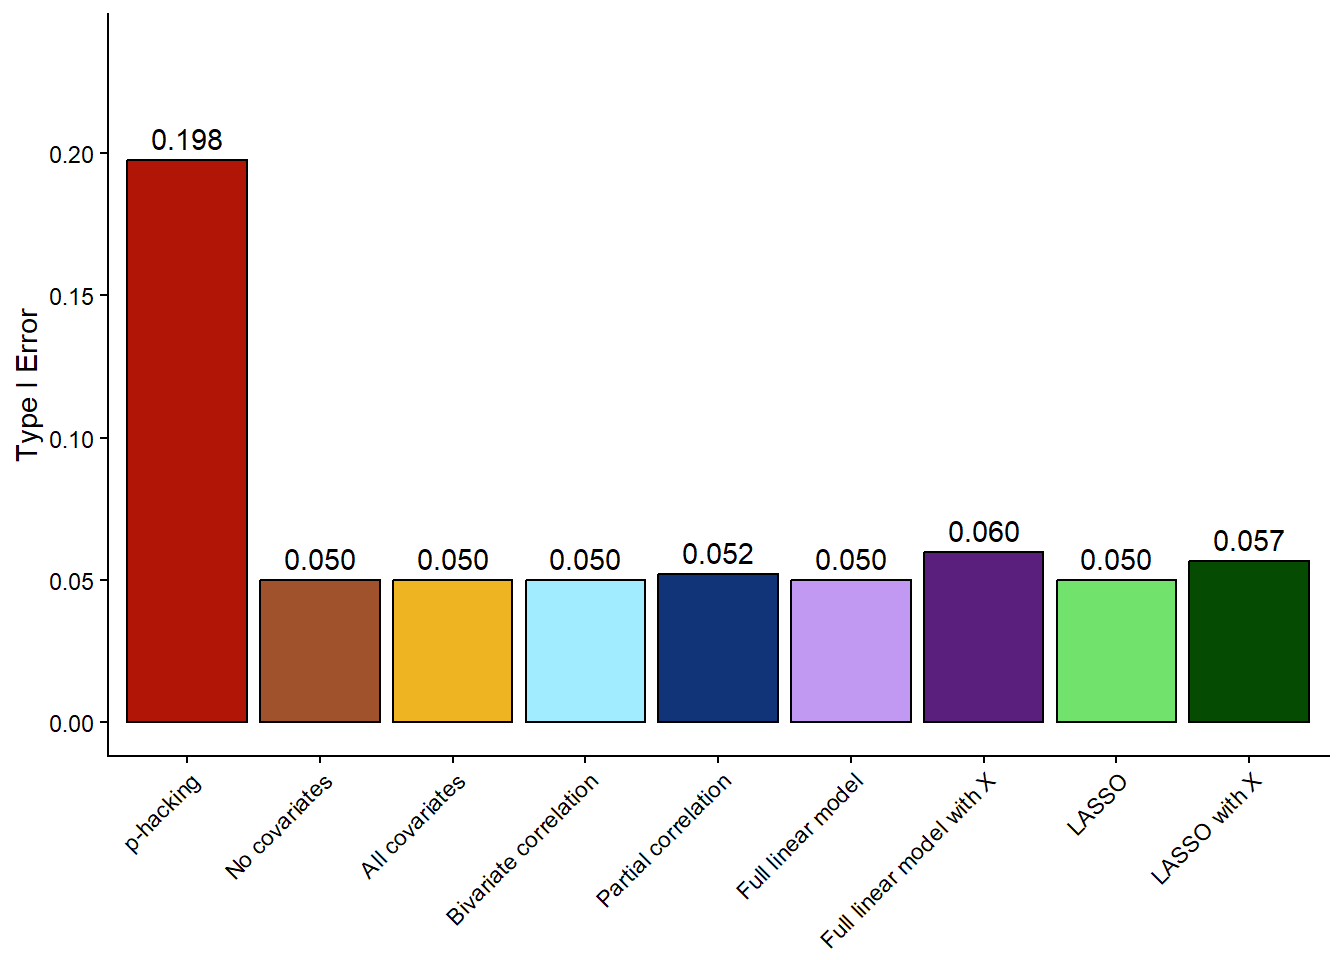 Type I Error
0.20
0.15
0.10
0.05
0.00
0.198
0.050
0.050
0.050
0.052
0.050
0.060
0.050
0.057
p-hacking
No covariates
All covariates
Bivariate correlation
Partial correlation
Full linear model
Full linear model with X
LASSO
LASSO with X